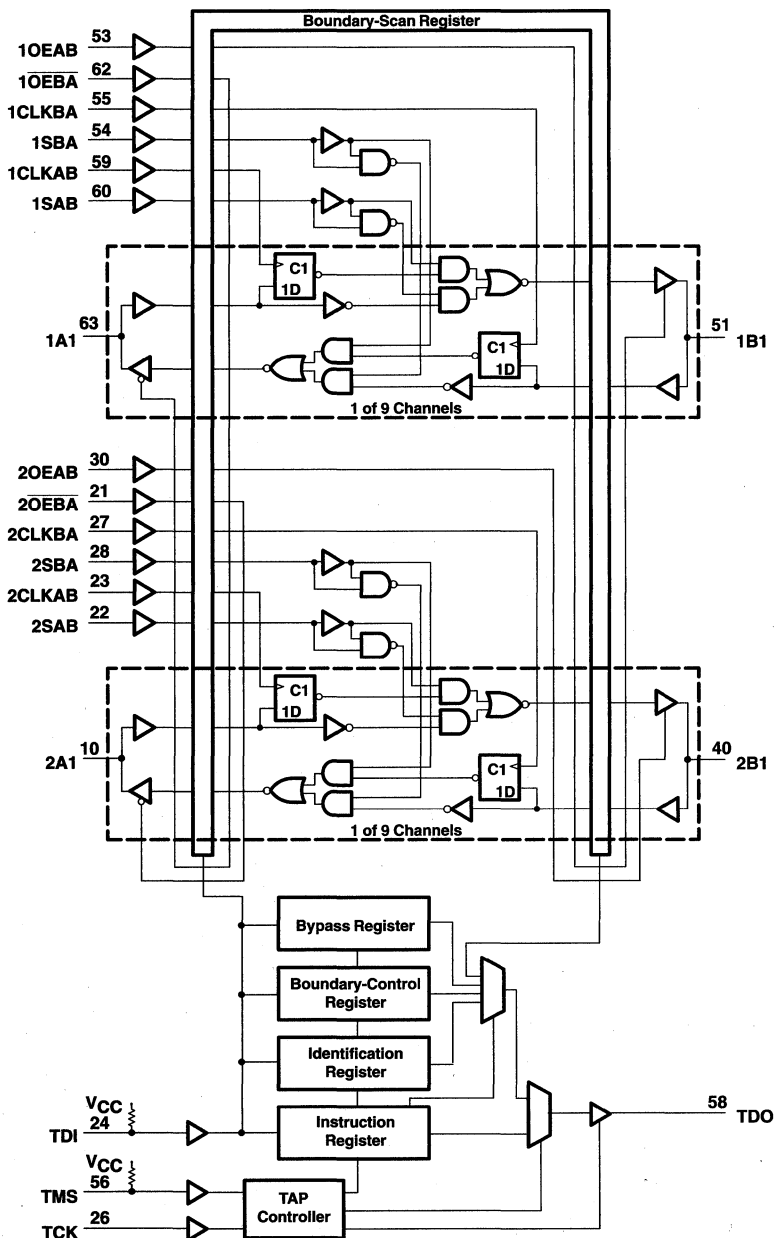 Boundary-Scan Register
1OEAB 53
1O̅E̅B̅A̅ 62
1CLKBA 55
1SBA 54
1CLKAB 59
1SAB 60
C1
1D
1A1 63
51 1B1
C1
1D
1 of 9 Channels
2OEAB 30
2O̅E̅B̅A̅ 21
2CLKBA 27
2SBA 28
2CLKAB 23
2SAB 22
C1
1D
2A1 10
40 2B1
C1
1D
1 of 9 Channels
Bypass Register
Boundary-Control
Register
Identification
Register
VCC
TDI 24
Instruction
Register
58 TDO
VCC
TMS 56
TAP
Controller
TCK 26